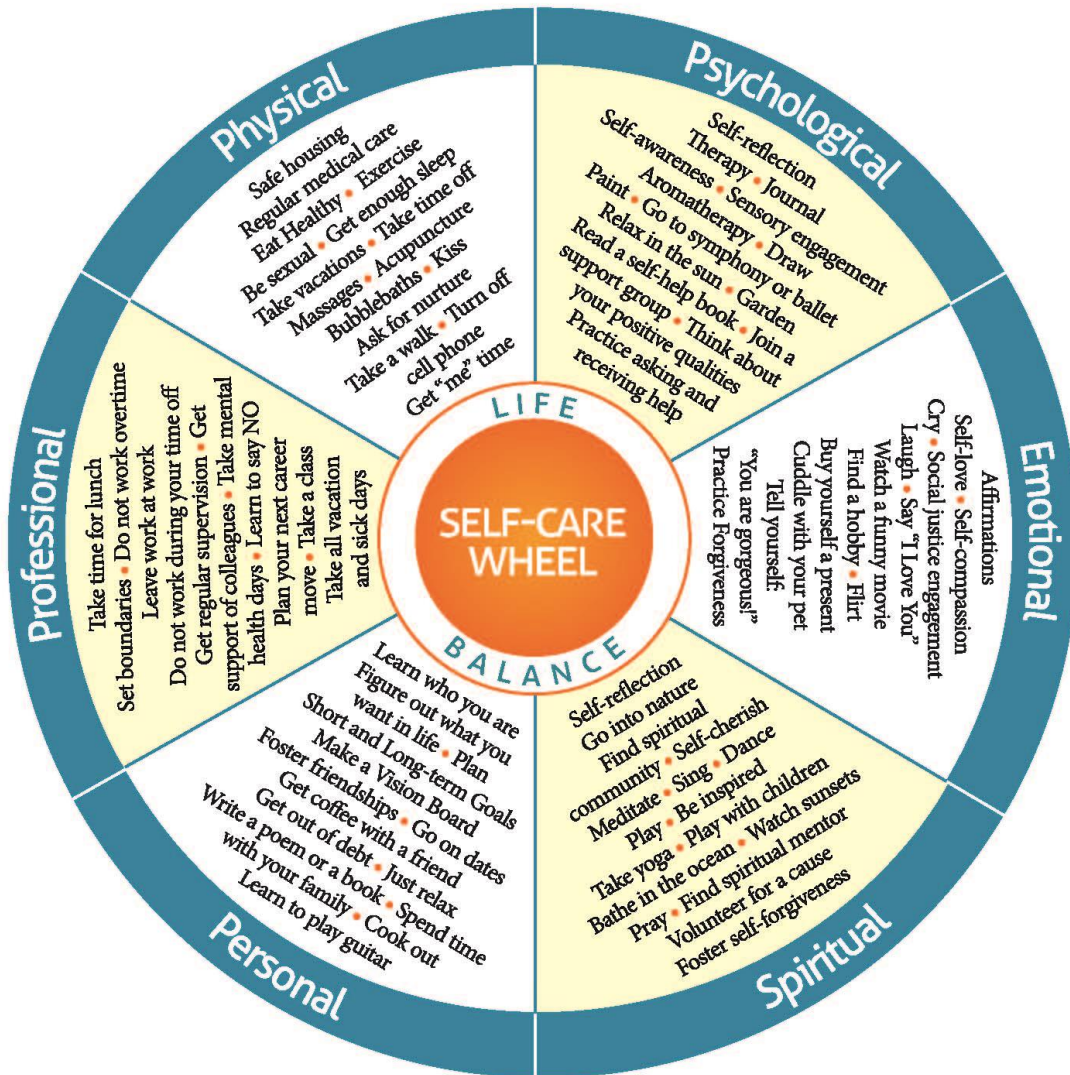 Physical
Safe housing
Regular medical care
Eat Healthy • Exercise
Be sexual • Get enough sleep
Take vacations • Take time off
Massages • Acupuncture
Bubblebaths • Kiss
Ask for nurture
Take a walk • Turn off
cell phone
Get “me” time
Psychological
Self-reflection
Therapy • Journal
Self-awareness • Sensory engagement
Aromatherapy • Draw
Paint • Go to symphony or ballet
Relax in the sun • Garden
Read a self-help book • Join a
support group • Think about
your positive qualities
Practice asking and
receiving help
Emotional
Affirmations
Self-love • Self-compassion
Cry • Social justice engagement
Laugh • Say “I Love You”
Watch a funny movie
Find a hobby • Flirt
Buy yourself a present
Cuddle with your pet
Tell yourself:
“You are gorgeous!”
Practice Forgiveness
Spiritual
Self-reflection
Go into nature
Find spiritual
community • Self-cherish
Meditate • Sing • Dance
Play • Be inspired
Take yoga • Play with children
Bathe in the ocean • Watch sunsets
Pray • Find spiritual mentor
Volunteer for a cause
Foster self-forgiveness
Personal
Learn who you are
Figure out what you
want in life • Plan
Short and Long-term Goals
Make a Vision Board
Foster friendships • Go on dates
Get coffee with a friend
Get out of debt • Just relax
Write a poem or a book • Spend time
with your family • Cook out
Learn to play guitar
Professional
Take time for lunch
Set boundaries • Do not work overtime
Leave work at work
Do not work during your time off
Get regular supervision • Get
support of colleagues • Take mental
health days • Learn to say NO
Plan your next career
move • Take a class
Take all vacation
and sick days
LIFE
SELF-CARE
WHEEL
BALANCE